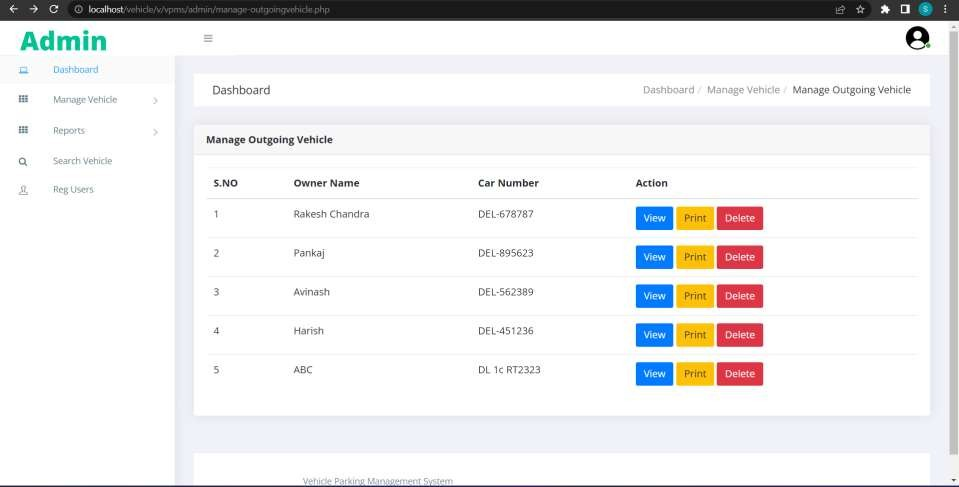 localhost/vehicle/v/vpms/admin/manage-outgoingvehicle.php
S
Admin
Dashboard
Manage Vehicle
Reports
Search Vehicle
Reg Users
Dashboard
Dashboard / Manage Vehicle / Manage Outgoing Vehicle
Manage Outgoing Vehicle
S.NO Owner Name Car Number Action
1 Rakesh Chandra DEL-678787 View Print Delete
2 Pankaj DEL-895623 View Print Delete
3 Avinash DEL-562389 View Print Delete
4 Harish DEL-451236 View Print Delete
5 ABC DL 1c RT2323 View Print Delete
Vehicle Parking Management System